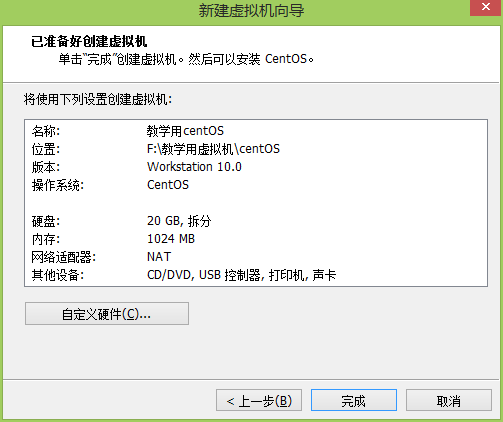 新建虚拟机向导
已准备好创建虚拟机
单击“完成”创建虚拟机。然后可以安装 CentOS。
将使用下列设置创建虚拟机:
名称: 教学用centOS
位置: F:\教学用虚拟机\centOS
版本: Workstation 10.0
操作系统: CentOS
硬盘: 20 GB, 拆分
内存: 1024 MB
网络适配器: NAT
其他设备: CD/DVD, USB 控制器, 打印机, 声卡
自定义硬件(C)...
< 上一步(B) 完成 取消